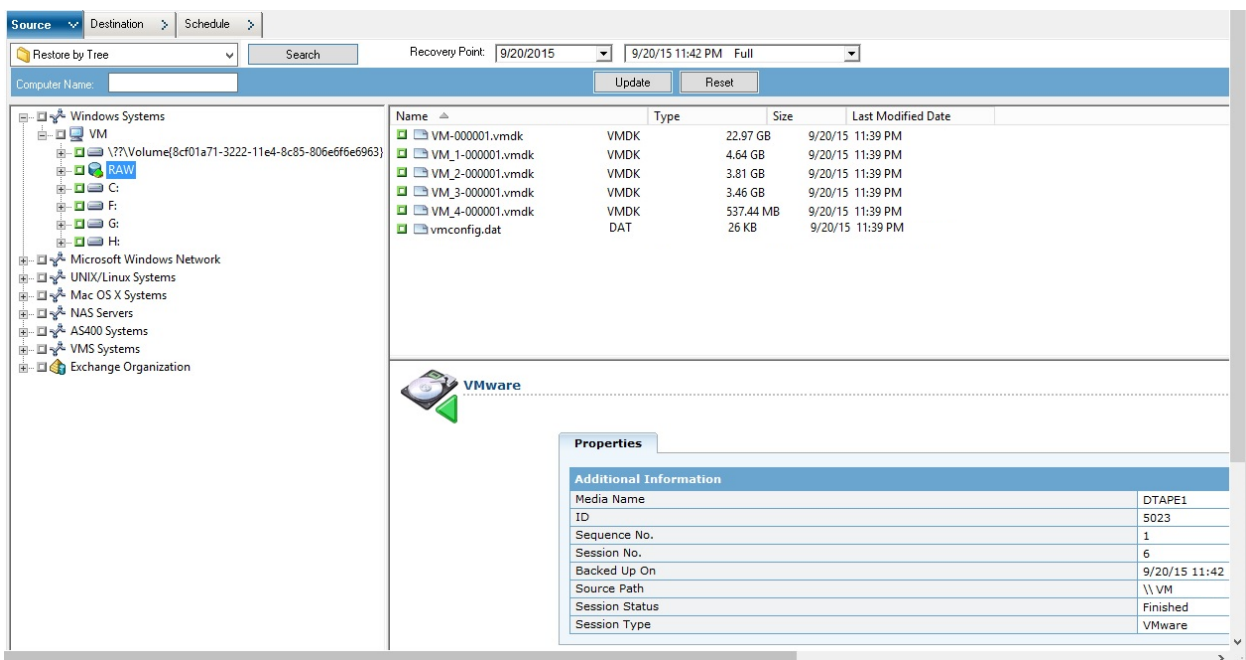 Source Destination Schedule
Restore by Tree Search Recovery Point: 9/20/2015 9/20/15 11:42 PM Full
Computer Name: Update Reset
Windows Systems
VM
\??\Volume{8cf01a71-3222-11e4-8c85-806e6f6e6963}
RAW
C:
F:
G:
H:
Microsoft Windows Network
UNIX/Linux Systems
Mac OS X Systems
NAS Servers
AS400 Systems
VMS Systems
Exchange Organization
Name Type Size Last Modified Date
VM-000001.vmdk VMDK 22.97 GB 9/20/15 11:39 PM
VM_1-000001.vmdk VMDK 4.64 GB 9/20/15 11:39 PM
VM_2-000001.vmdk VMDK 3.81 GB 9/20/15 11:39 PM
VM_3-000001.vmdk VMDK 3.46 GB 9/20/15 11:39 PM
VM_4-000001.vmdk VMDK 537.44 MB 9/20/15 11:39 PM
vmconfig.dat DAT 26 KB 9/20/15 11:39 PM
VMware
Properties
Additional Information
Media Name DTAPE1
ID 5023
Sequence No. 1
Session No. 6
Backed Up On 9/20/15 11:42
Source Path \\ VM
Session Status Finished
Session Type VMware